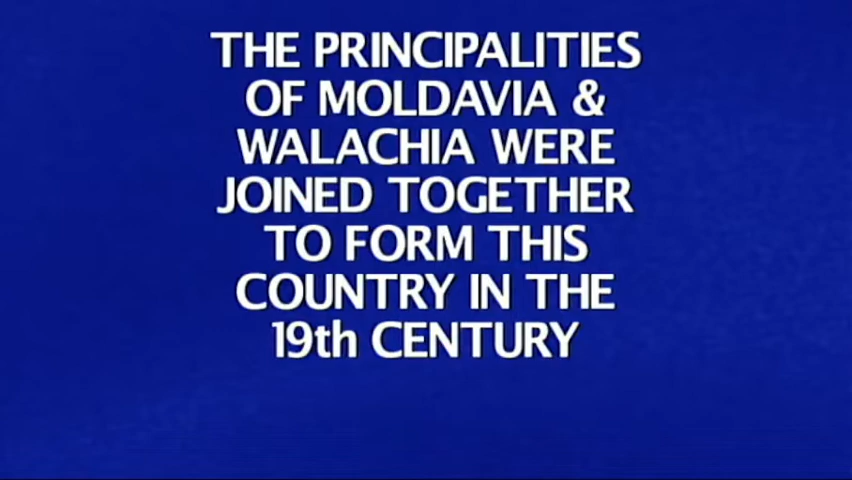 THE PRINCIPALITIES
OF MOLDAVIA &
WALACHIA WERE
JOINED TOGETHER
TO FORM THIS
COUNTRY IN THE
19th CENTURY